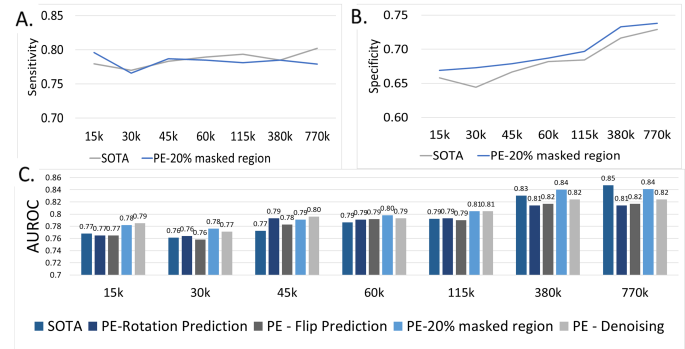 A.
0.85
0.80
0.75
0.70
Sensitivity
15k 30k 45k 60k 115k 380k 770k
SOTA PE-20% masked region
B.
0.75
0.70
0.65
0.60
Specificity
15k 30k 45k 60k 115k 380k 770k
SOTA PE-20% masked region
C.
0.86
0.84
0.82
0.8
0.78
0.76
0.74
0.72
0.7
AUROC
0.77 0.77 0.77 0.78 0.79
0.76 0.76 0.76 0.78 0.77
0.77 0.79 0.78 0.79 0.80
0.79 0.79 0.79 0.80 0.79
0.79 0.79 0.79 0.81 0.81
0.83 0.81 0.82 0.84 0.82
0.85 0.81 0.82 0.84 0.82
15k 30k 45k 60k 115k 380k 770k
SOTA PE-Rotation Prediction PE - Flip Prediction PE-20% masked region PE - Denoising